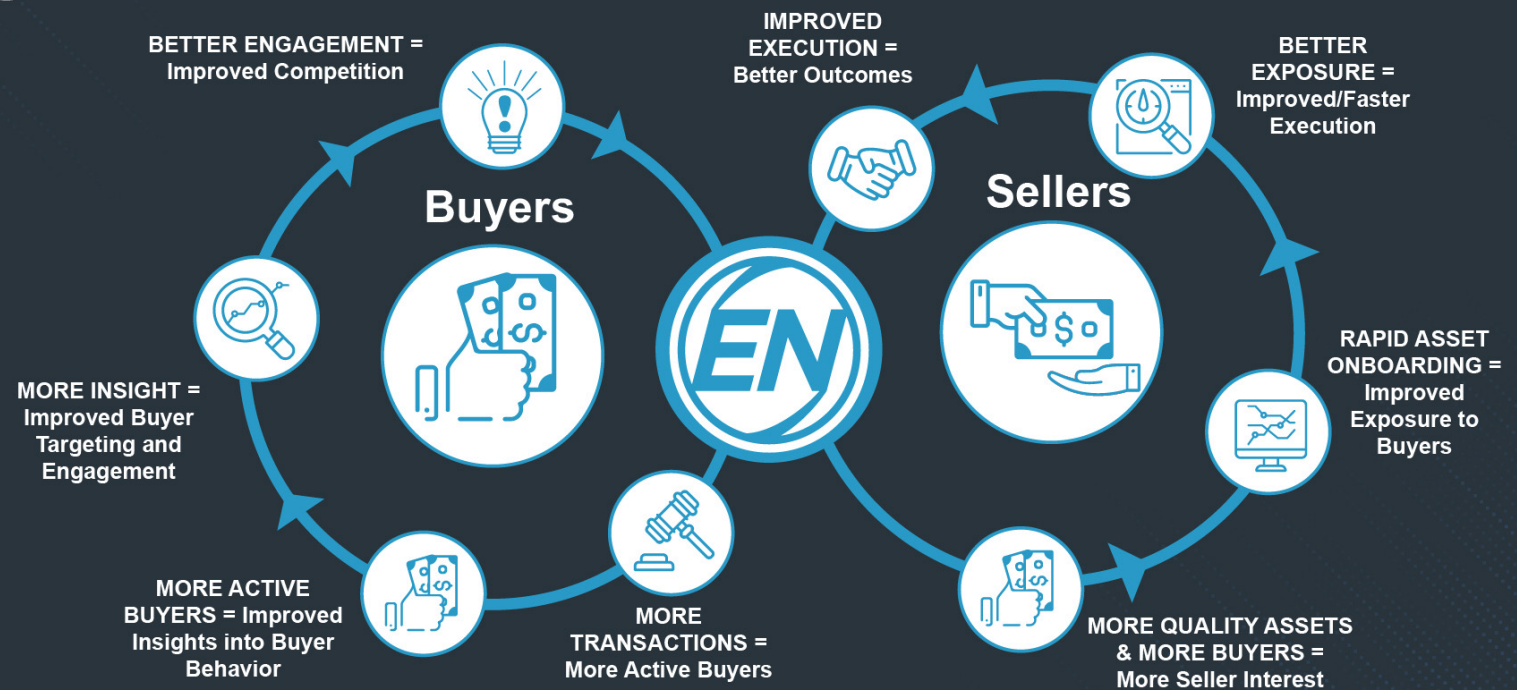 BETTER ENGAGEMENT =
Improved Competition
IMPROVED
EXECUTION =
Better Outcomes
BETTER
EXPOSURE =
Improved/Faster
Execution
Buyers
Sellers
EN
$
MORE INSIGHT =
Improved Buyer
Targeting and
Engagement
RAPID ASSET
ONBOARDING =
Improved
Exposure to
Buyers
MORE ACTIVE
BUYERS = Improved
Insights into Buyer
Behavior
MORE
TRANSACTIONS =
More Active Buyers
MORE QUALITY ASSETS
& MORE BUYERS =
More Seller Interest